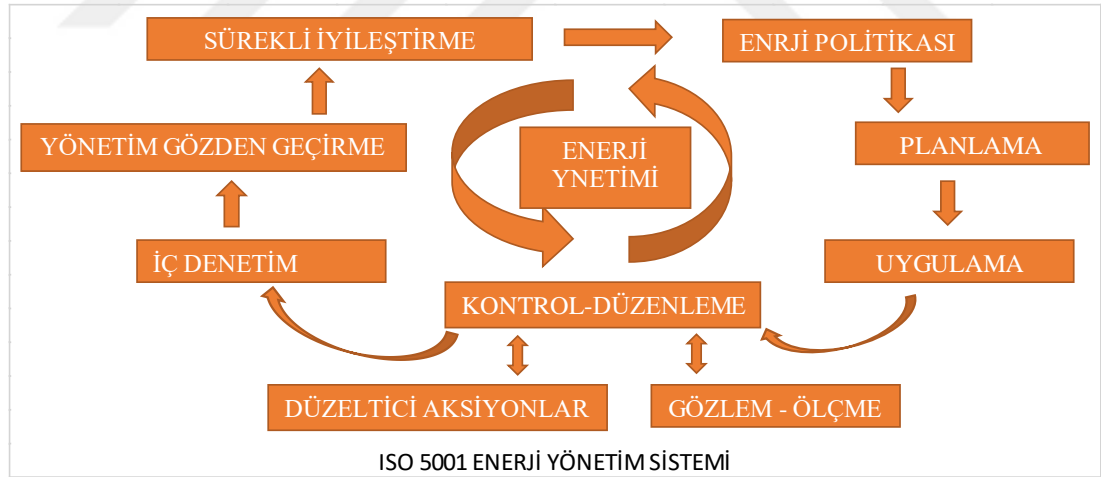 SÜREKLİ İYİLEŞTİRME
ENRJİ POLİTİKASI
YÖNETİM GÖZDEN GEÇİRME
ENERJİ
YNETİMİ
PLANLAMA
İÇ DENETİM
UYGULAMA
KONTROL-DÜZENLEME
DÜZELTİCİ AKSİYONLAR
GÖZLEM - ÖLÇME
ISO 5001 ENERJİ YÖNETİM SİSTEMİ